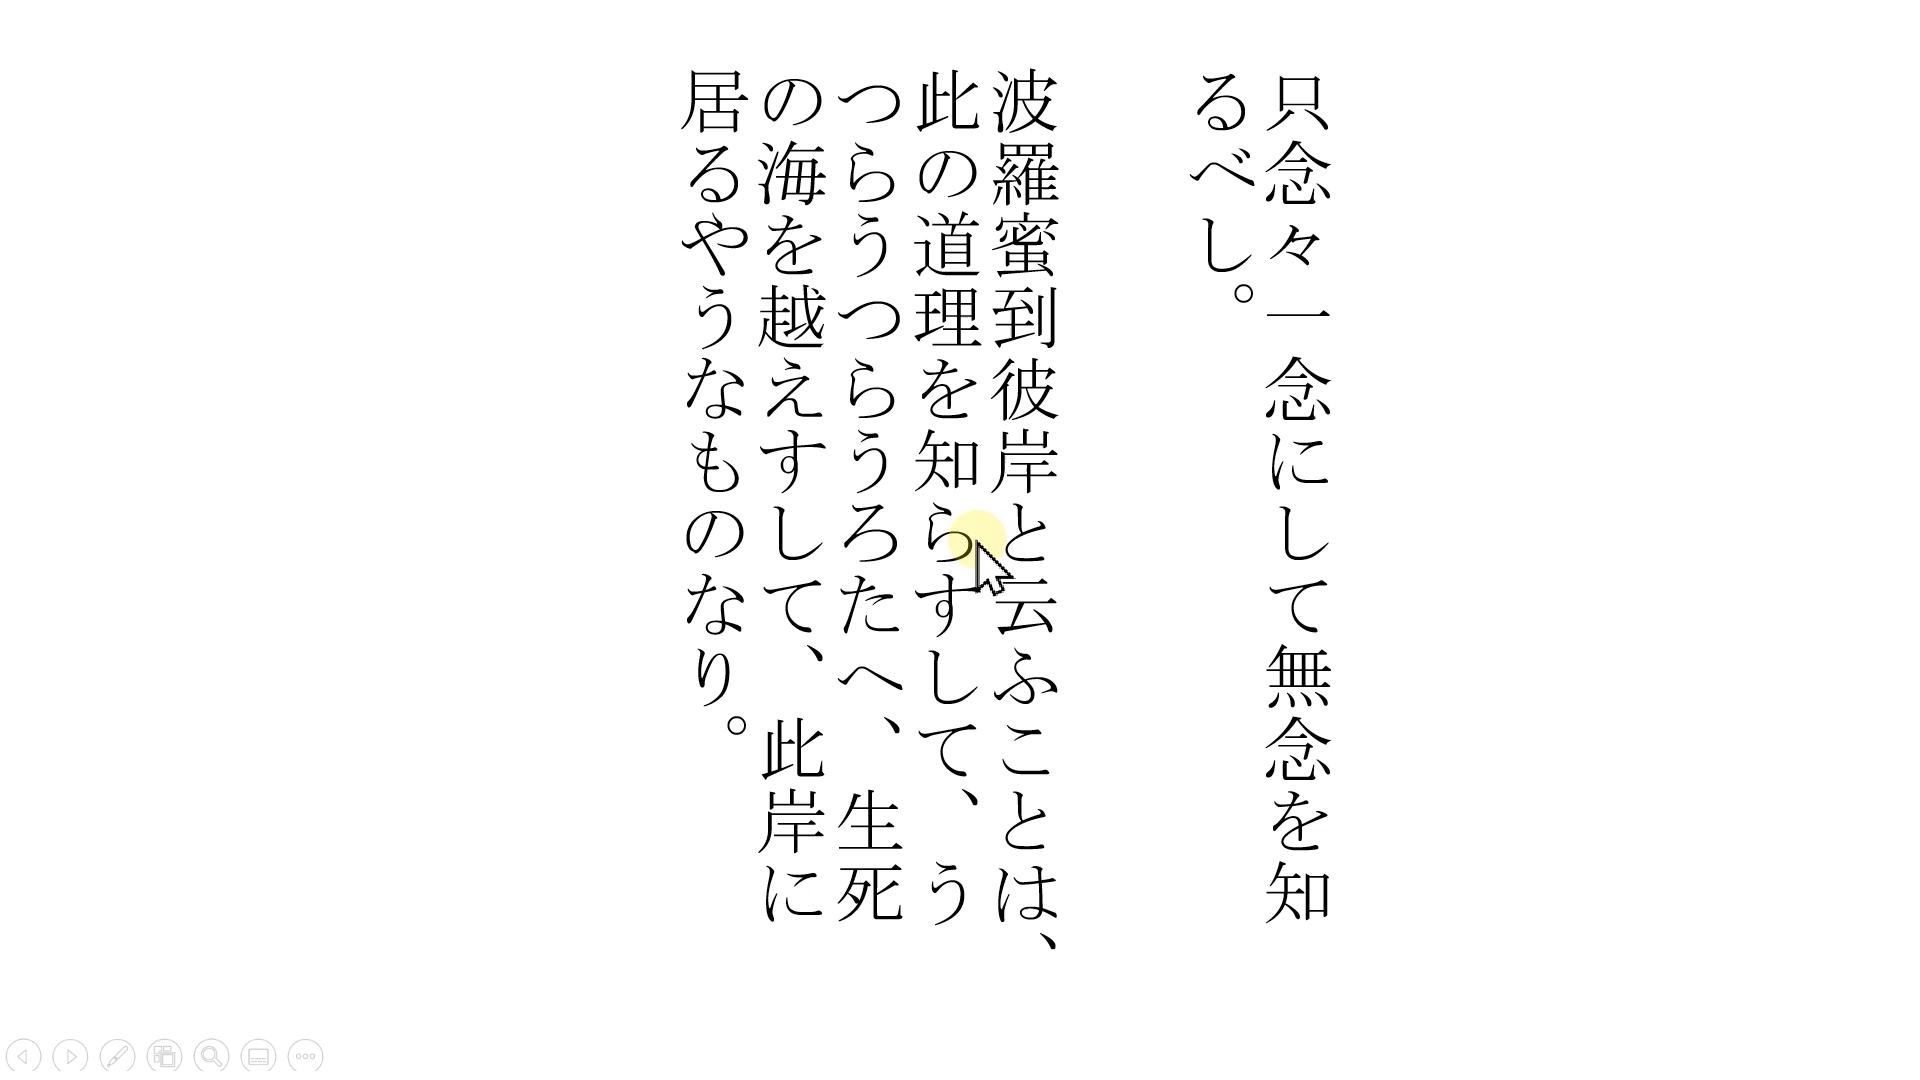 只念々一念にして無念を知
るべし。
波羅蜜到彼岸と云ふことは、
此の道理を知らすして、う
つらうつらうろたへ、生死
の海を越えすして、此岸に
居るやうなものなり。